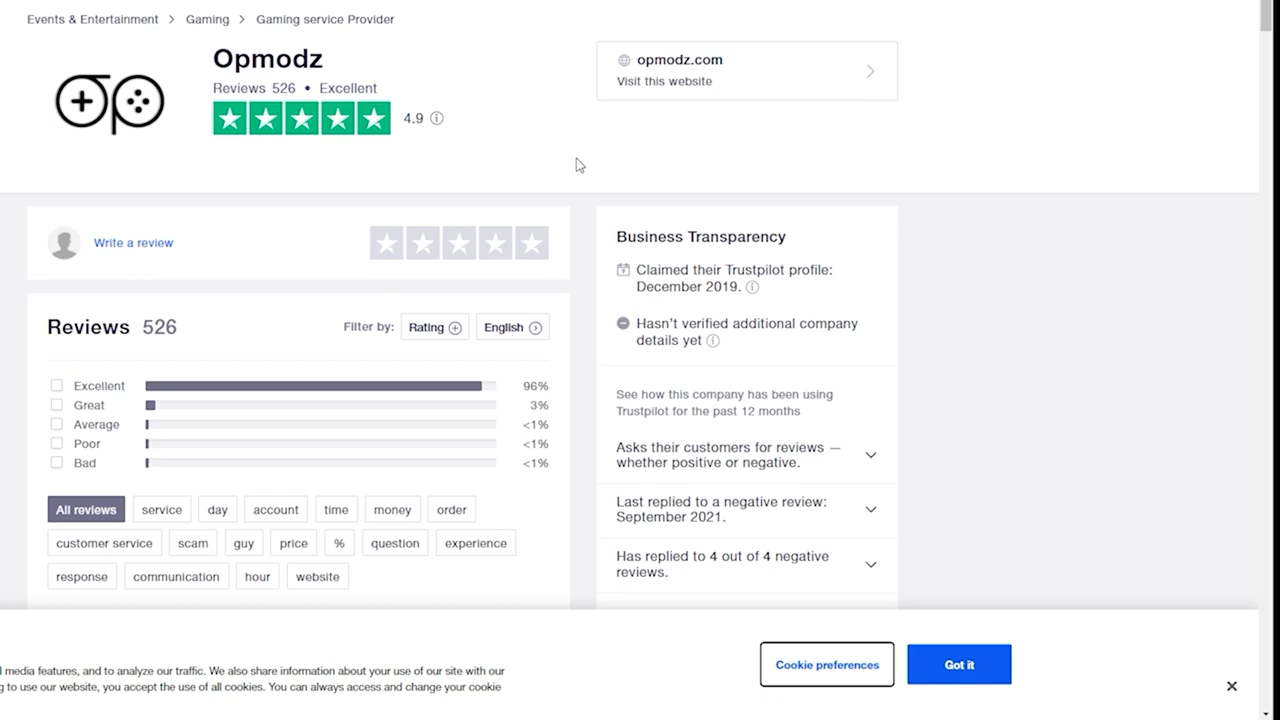 Events & Entertainment > Gaming > Gaming service Provider
Opmodz
Reviews 526 • Excellent
4.9
opmodz.com
Visit this website
Write a review
Reviews 526
Filter by: Rating English
Excellent 96%
Great 3%
Average <1%
Poor <1%
Bad <1%
All reviews service day account time money order
customer service scam guy price % question experience
response communication hour website
Business Transparency
Claimed their Trustpilot profile:
December 2019.
Hasn't verified additional company
details yet
See how this company has been using
Trustpilot for the past 12 months
Asks their customers for reviews —
whether positive or negative.
Last replied to a negative review:
September 2021.
Has replied to 4 out of 4 negative
reviews.
l media features, and to analyze our traffic. We also share information about your use of our site with our
g to use our website, you accept the use of all cookies. You can always access and change your cookie
Cookie preferences
Got it